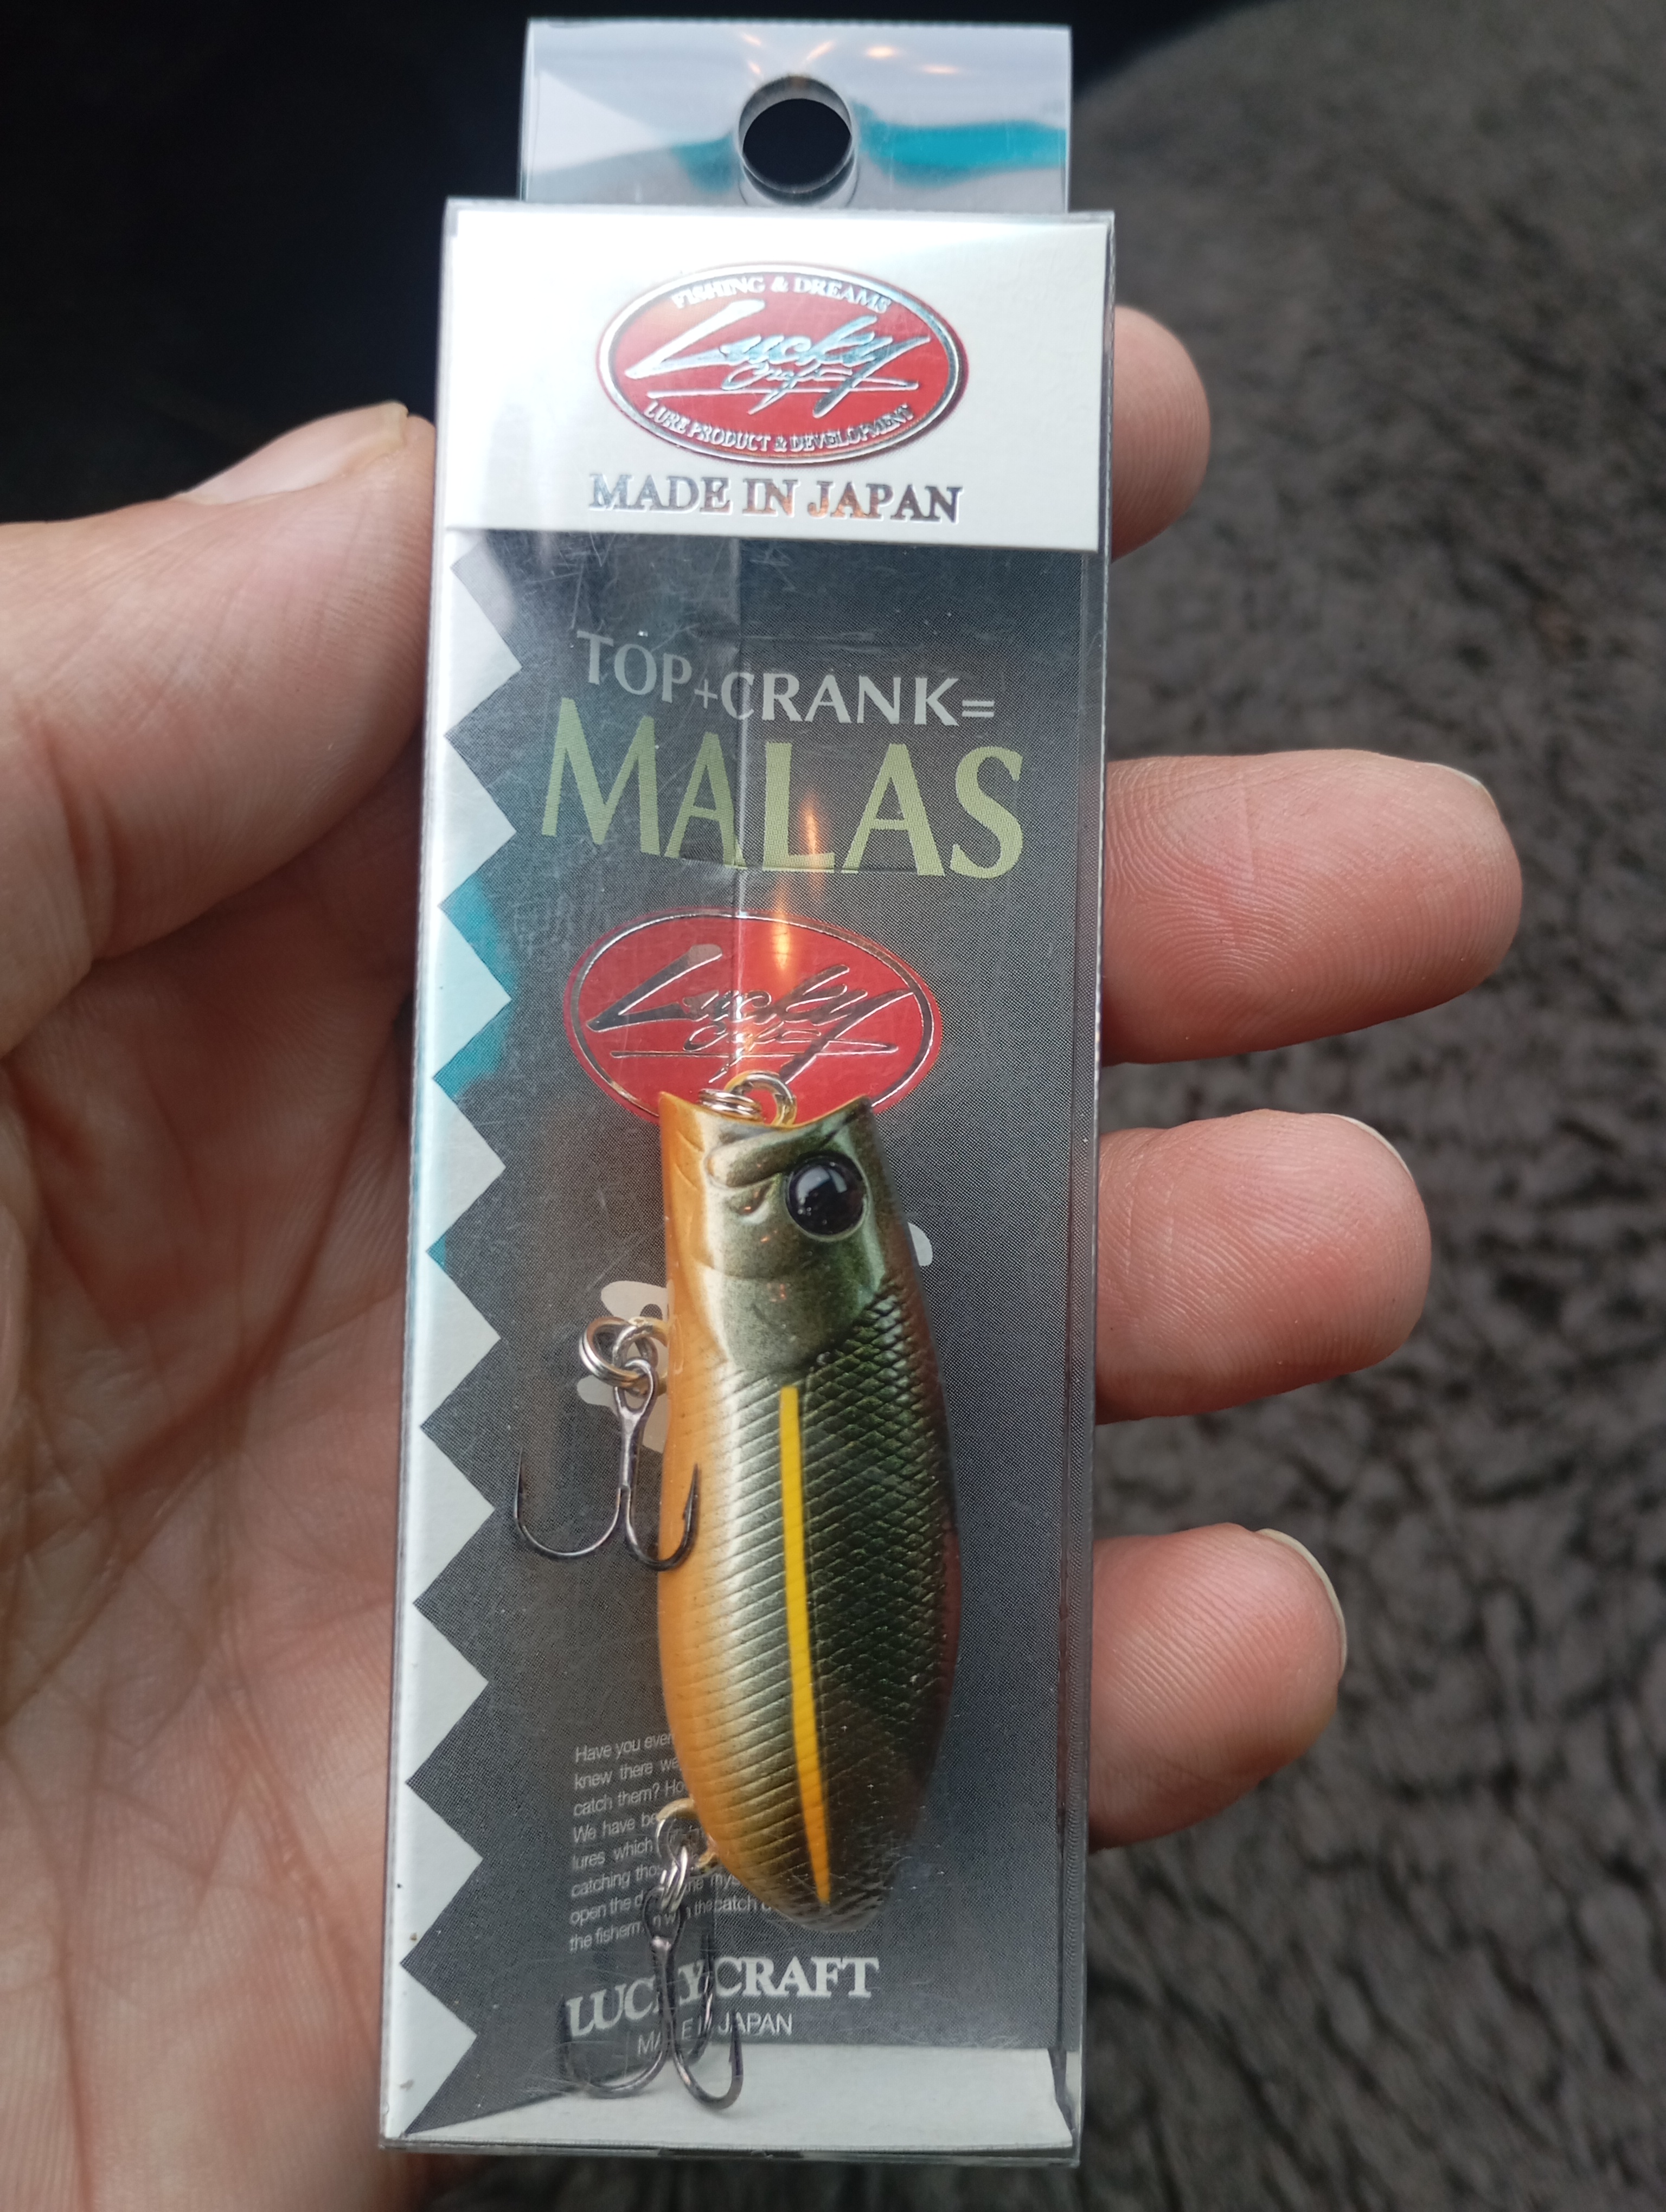 FISHING & DREAMS
Lucky
Craft
LURE PRODUCT & DEVELOPMENT
MADE IN JAPAN
TOP+CRANK=
MALAS
Lucky
Craft
Have you ever
knew there
catch them?
We have
lures which
catching
open the
the catch
LUCKY CRAFT
MADE IN JAPAN